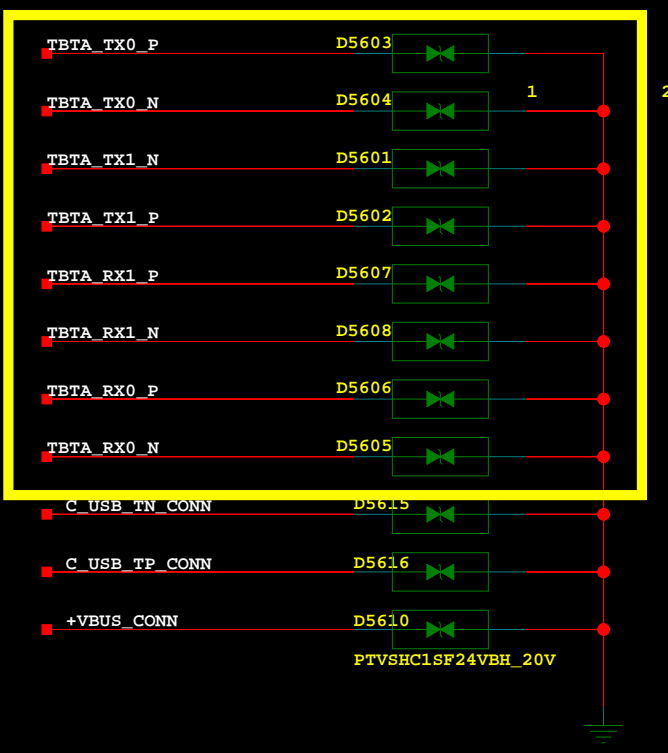 TBTA_TX0_P D5603
TBTA_TX0_N D5604 1 2
TBTA_TX1_N D5601
TBTA_TX1_P D5602
TBTA_RX1_P D5607
TBTA_RX1_N D5608
TBTA_RX0_P D5606
TBTA_RX0_N D5605
C_USB_TN_CONN D5615
C_USB_TP_CONN D5616
+VBUS_CONN D5610
PTVSHC1SF24VBH_20V